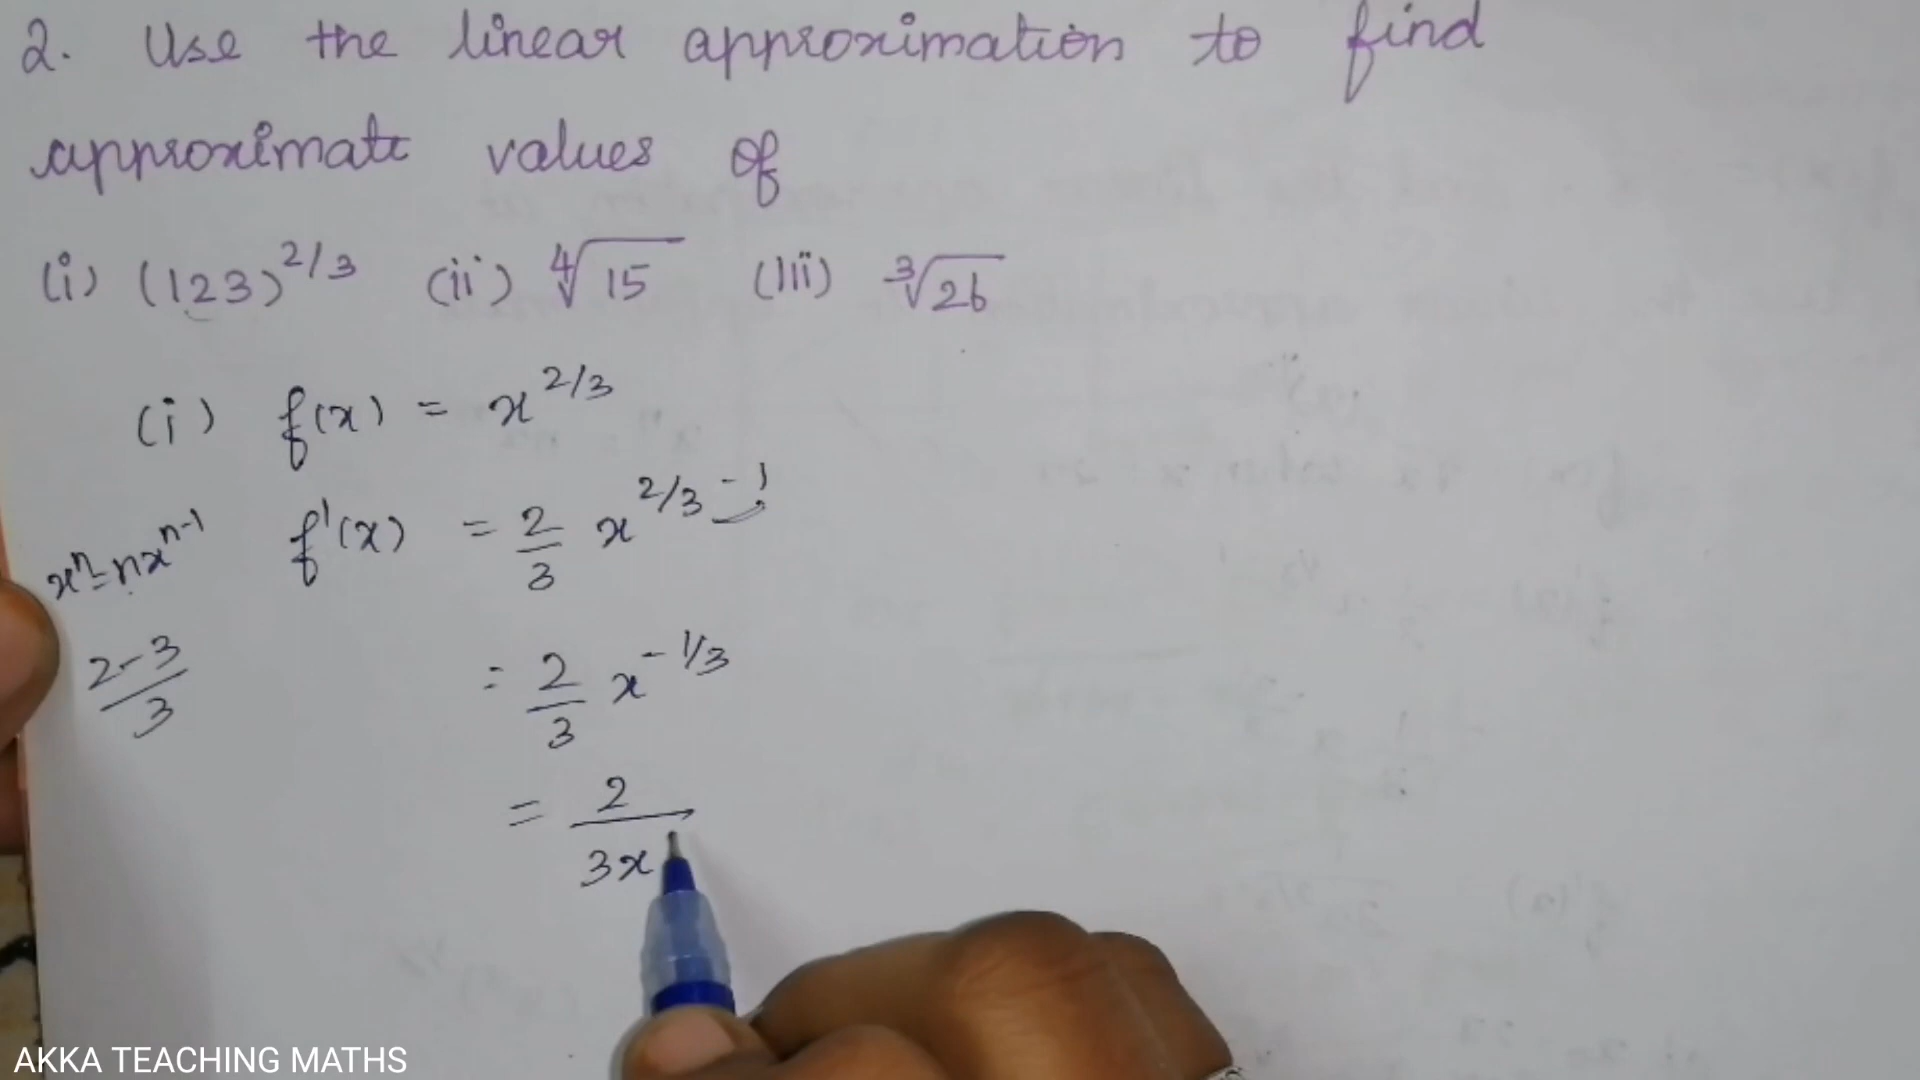 2. Use the linear approximation to find
approximate values of
(i) (123)^2/3 (ii) ∜15 (iii) ∛26
(i) f(x) = x^2/3
x^n = nx^n-1 f'(x) = 2/3 x^2/3 -1
2-3/3 = 2/3 x^-1/3
= 2/3x
AKKA TEACHING MATHS